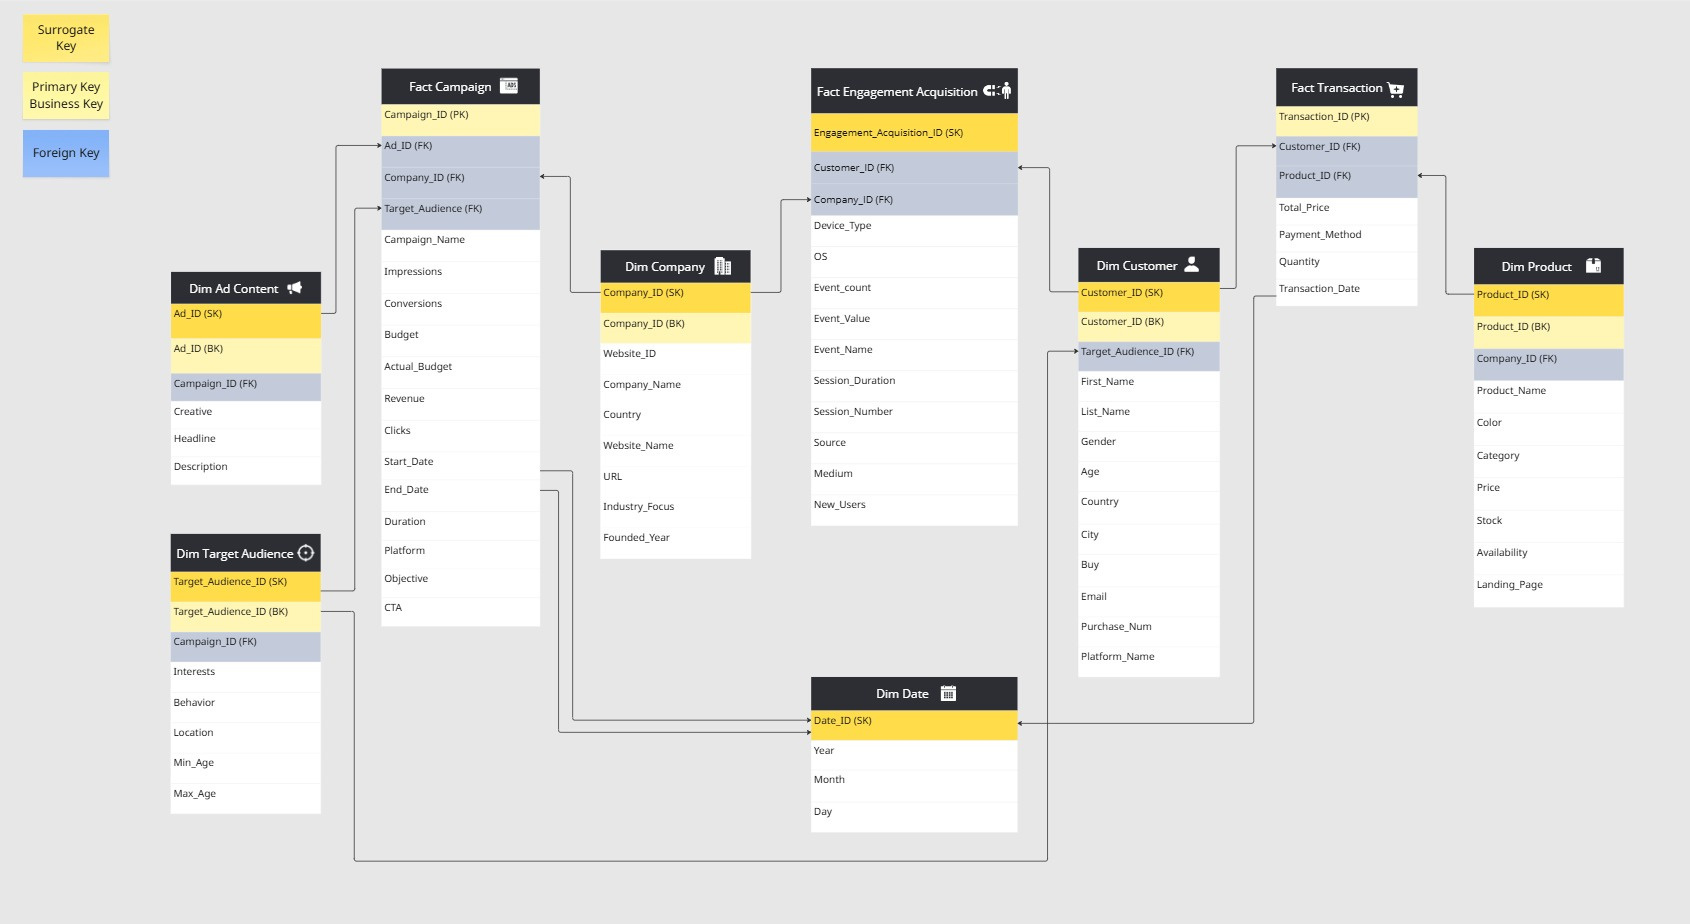 Surrogate
Key
Primary Key
Business Key
Foreign Key
Dim Ad Content
Ad_ID (SK)
Ad_ID (BK)
Campaign_ID (FK)
Creative
Headline
Description
Dim Target Audience
Target_Audience_ID (SK)
Target_Audience_ID (BK)
Campaign_ID (FK)
Interests
Behavior
Location
Min_Age
Max_Age
Fact Campaign
ADS
Campaign_ID (PK)
Ad_ID (FK)
Company_ID (FK)
Target_Audience (FK)
Campaign_Name
Impressions
Conversions
Budget
Actual_Budget
Revenue
Clicks
Start_Date
End_Date
Duration
Platform
Objective
CTA
Dim Company
Company_ID (SK)
Company_ID (BK)
Website_ID
Company_Name
Country
Website_Name
URL
Industry_Focus
Founded_Year
Fact Engagement Acquisition
Engagement_Acquisition_ID (SK)
Customer_ID (FK)
Company_ID (FK)
Device_Type
OS
Event_count
Event_Value
Event_Name
Session_Duration
Session_Number
Source
Medium
New_Users
Dim Date
Date_ID (SK)
Year
Month
Day
Dim Customer
Customer_ID (SK)
Customer_ID (BK)
Target_Audience_ID (FK)
First_Name
List_Name
Gender
Age
Country
City
Buy
Email
Purchase_Num
Platform_Name
Fact Transaction
Transaction_ID (PK)
Customer_ID (FK)
Product_ID (FK)
Total_Price
Payment_Method
Quantity
Transaction_Date
Dim Product
Product_ID (SK)
Product_ID (BK)
Company_ID (FK)
Product_Name
Color
Category
Price
Stock
Availability
Landing_Page